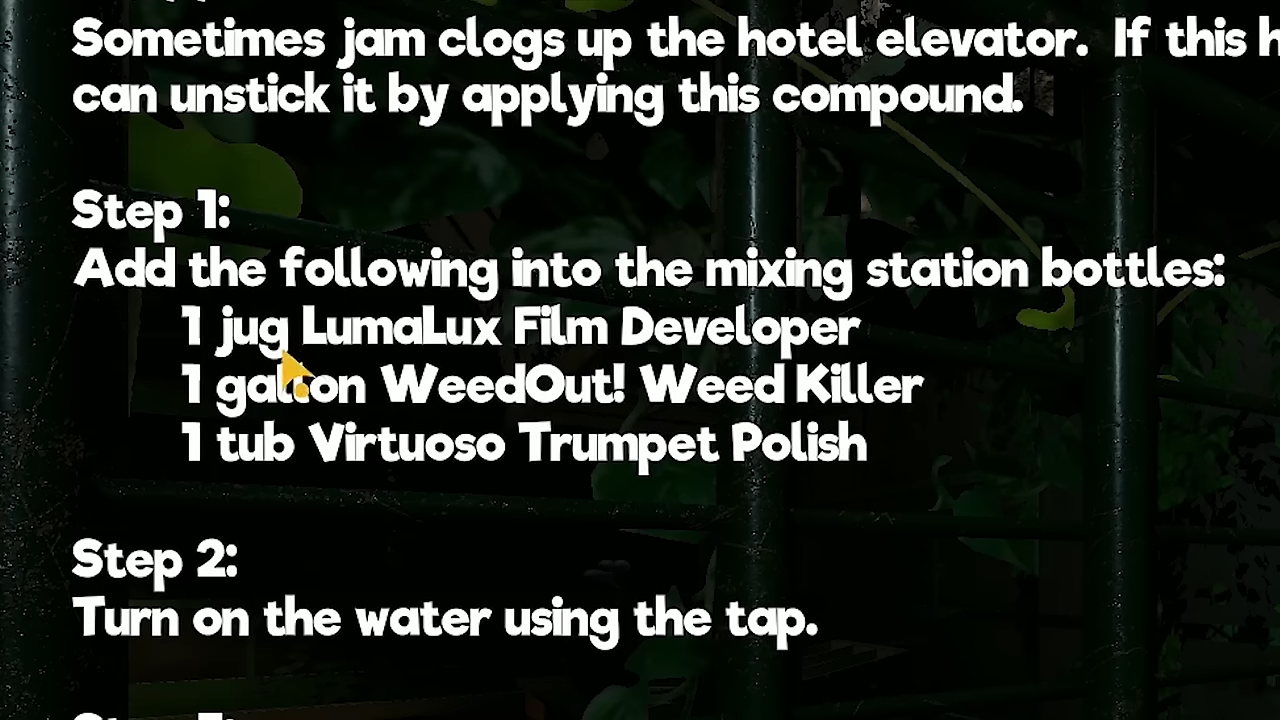 Sometimes jam clogs up the hotel elevator. If this
can unstick it by applying this compound.
Step 1:
Add the following into the mixing station bottles:
1 jug LumaLux Film Developer
1 gallon WeedOut! Weed Killer
1 tub Virtuoso Trumpet Polish
Step 2:
Turn on the water using the tap.